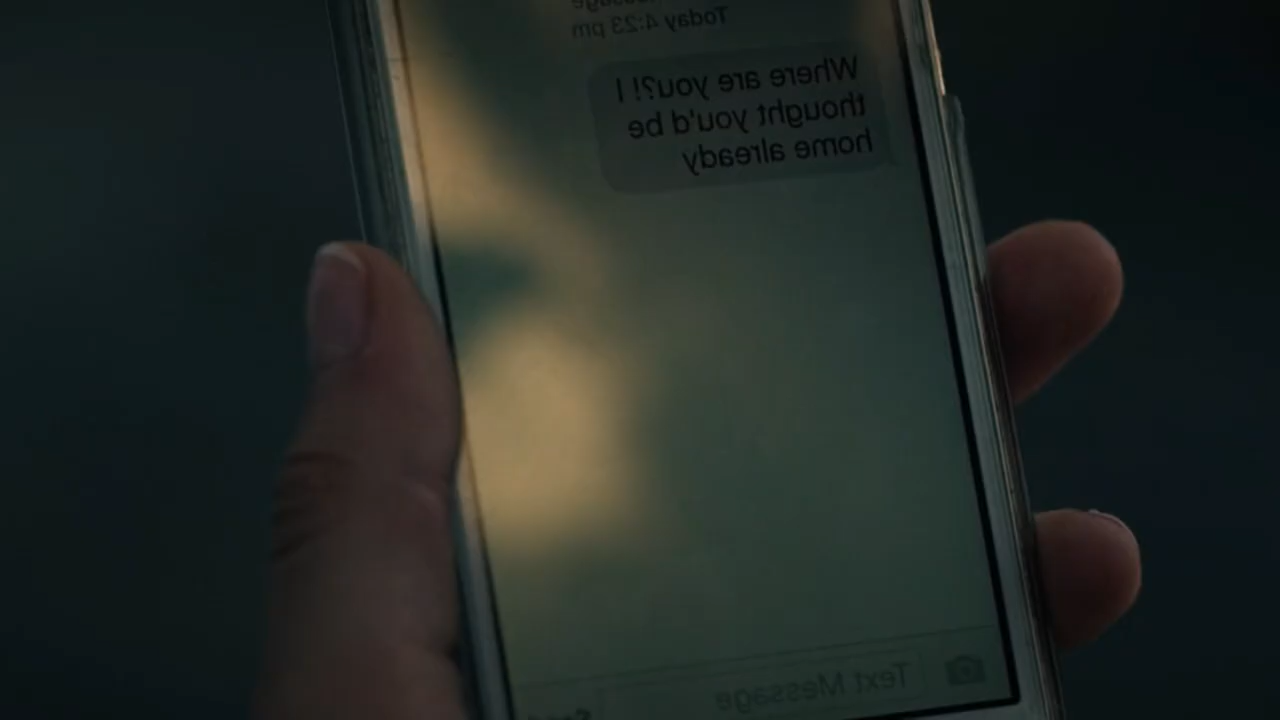 Today 4:23 pm
Where are you?! I
thought you'd be
home already
Text Message